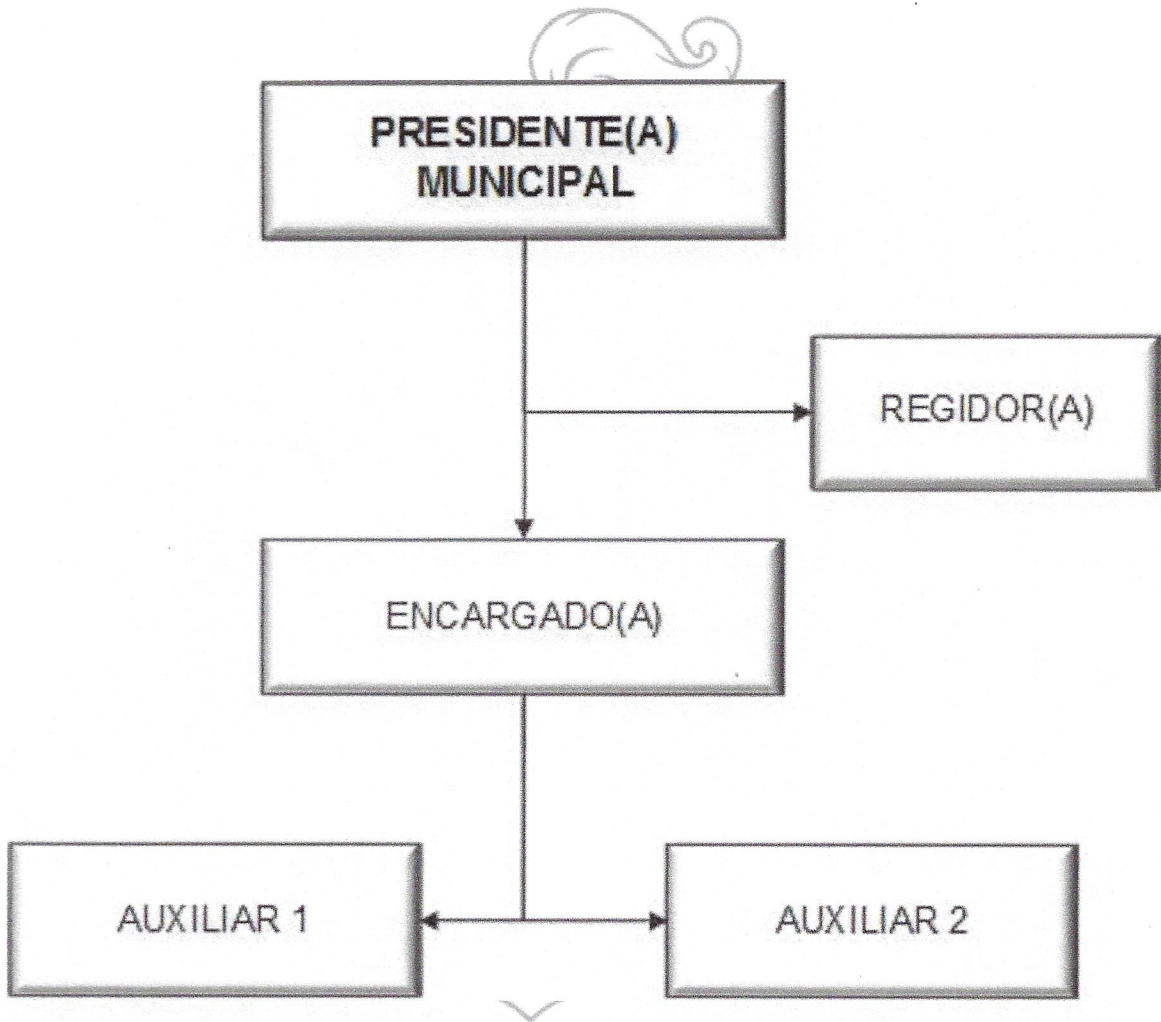 PRESIDENTE(A)
MUNICIPAL
REGIDOR(A)
ENCARGADO(A)
AUXILIAR 1
AUXILIAR 2